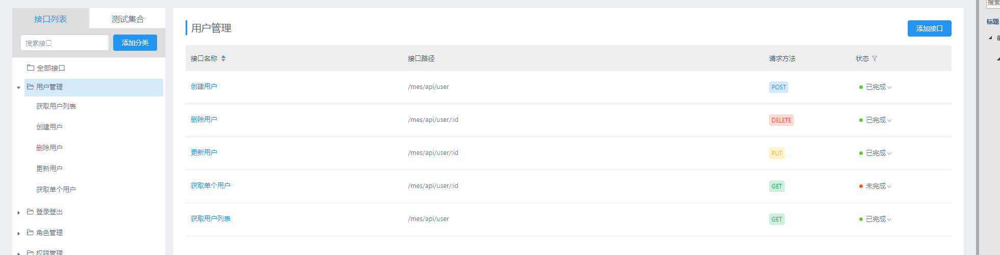 接口列表
测试集合
搜索接口
添加分类
全部接口
用户管理
获取用户列表
创建用户
删除用户
更新用户
获取单个用户
登录登出
角色管理
权限管理
用户管理
添加接口
接口名称 接口路径 请求方法 状态
创建用户 /mes/api/user POST 已完成
删除用户 /mes/api/user/:id DELETE 已完成
更新用户 /mes/api/user/:id PUT 已完成
获取单个用户 /mes/api/user/:id GET 未完成
获取用户列表 /mes/api/user GET 已完成
搜索
标题